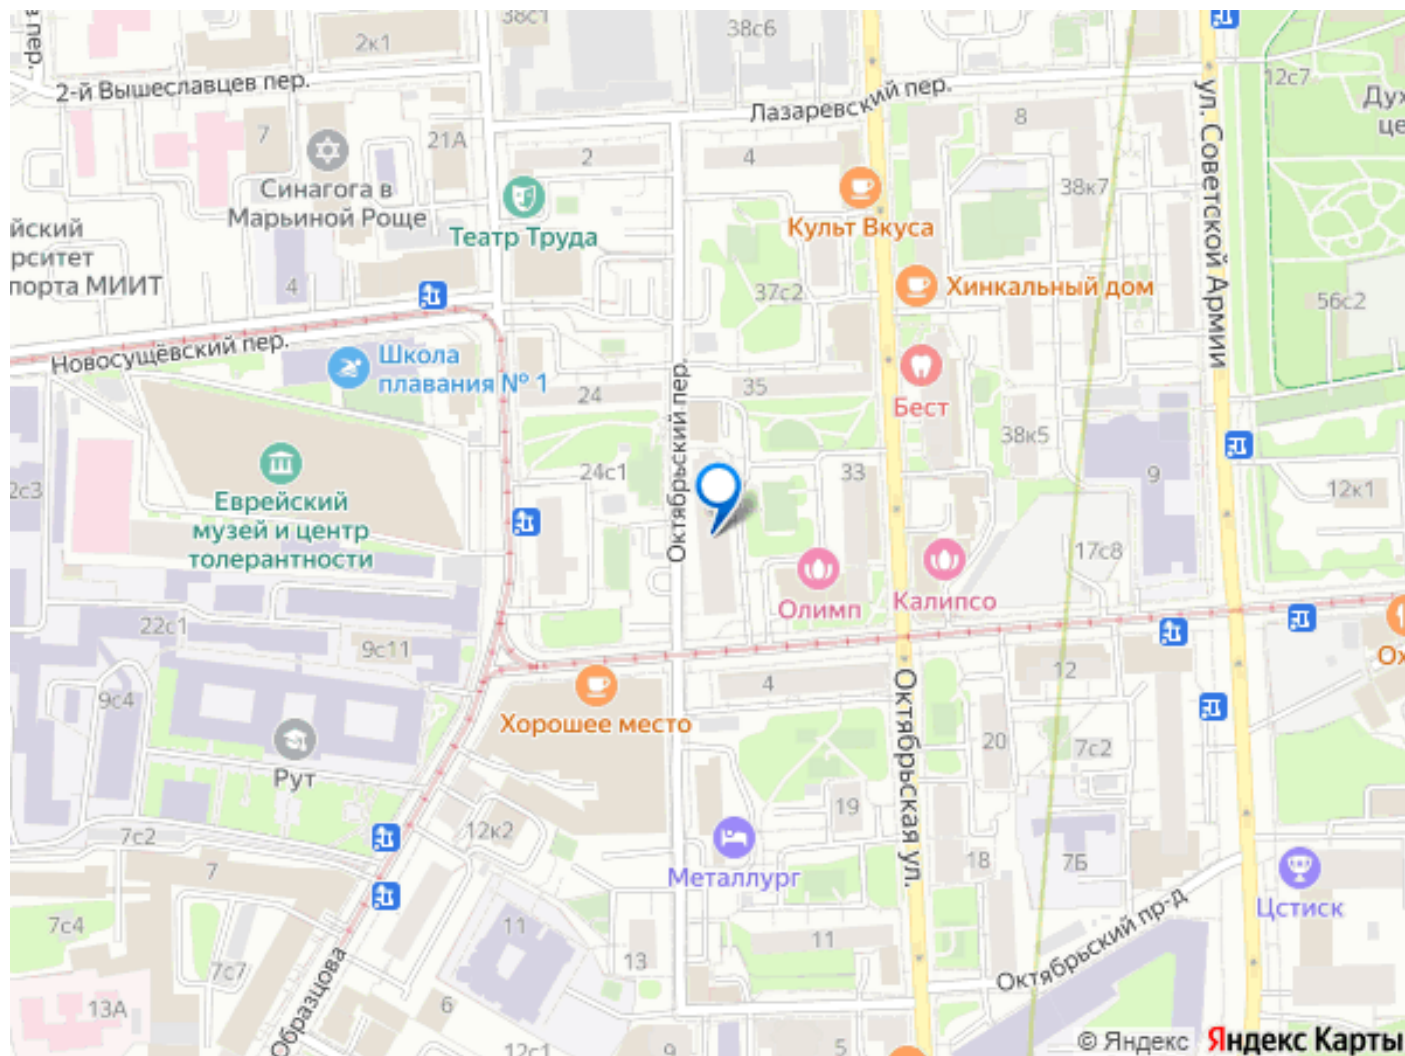 38с1
38с6
2к1
в пер.
2-й Вышеславцев пер.
12с7
Лазаревский пер.
ул. Советской Армии
Дух
це
7
21А
2
4
8
38к7
Синагога в
Марьиной Роще
Театр Труда
Культ Вкуса
йский
рситет
порта МИИТ
4
37с2
Хинкальный дом
56с2
Новосущёвский пер.
Школа
плавания № 1
24
35
Октябрьский пер.
Бест
38к5
24с1
33
9
2с3
12к1
Еврейский
музей и центр
толерантности
17с8
Олимп
Калипсо
22с1
9с11
12
Ох
9с4
4
Хорошее место
Октябрьская ул.
20
7с2
Рут
19
7с2
12к2
7
Металлург
18
7Б
Цстиск
7с4
11
11
Октябрьский пр-д
7с7
13
13А
6
Образцова
12с1
9
5
© Яндекс Яндекс Карты